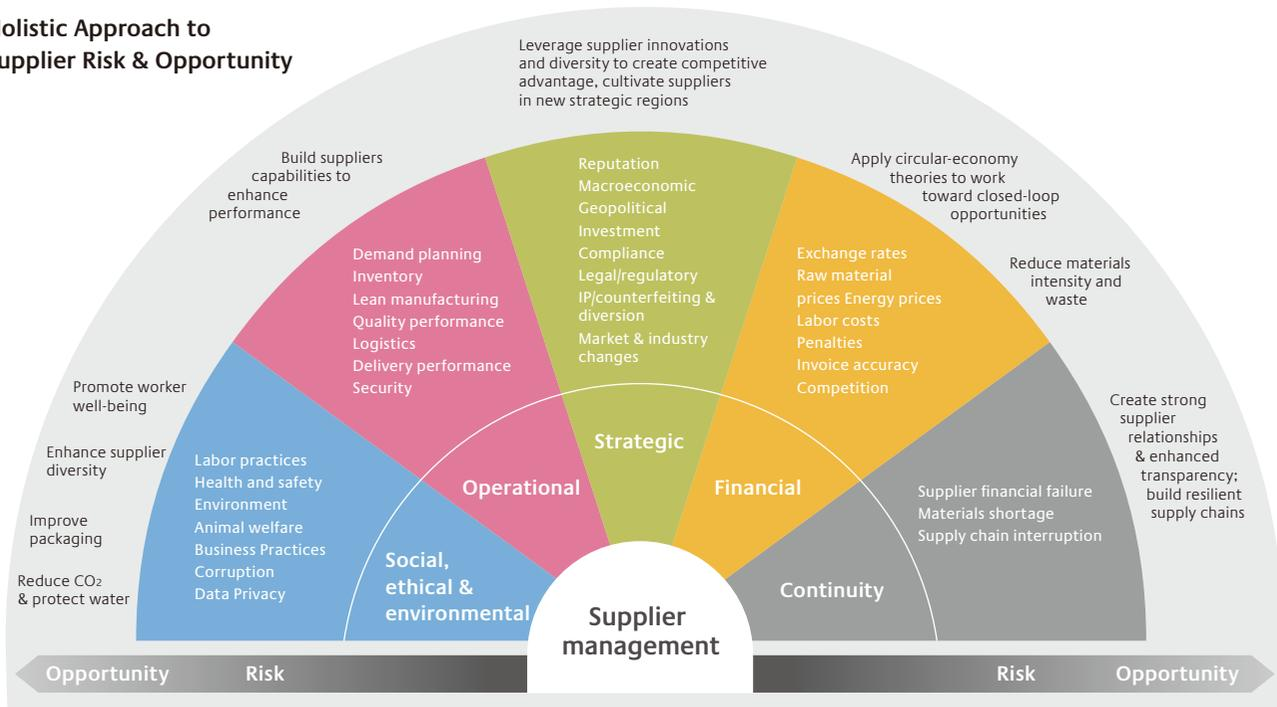 olistic Approach to
upplier Risk & Opportunity
Leverage supplier innovations
and diversity to create competitive
advantage, cultivate suppliers
in new strategic regions
Build suppliers
capabilities to
enhance
performance
Apply circular-economy
theories to work
toward closed-loop
opportunities
Reduce materials
intensity and
waste
Promote worker
well-being
Enhance supplier
diversity
Improve
packaging
Reduce CO2
& protect water
Create strong
supplier
relationships
& enhanced
transparency;
build resilient
supply chains
Labor practices
Health and safety
Environment
Animal welfare
Business Practices
Corruption
Data Privacy
Social,
ethical &
environmental
Demand planning
Inventory
Lean manufacturing
Quality performance
Logistics
Delivery performance
Security
Operational
Reputation
Macroeconomic
Geopolitical
Investment
Compliance
Legal/regulatory
IP/counterfeiting &
diversion
Market & industry
changes
Strategic
Exchange rates
Raw material
prices Energy prices
Labor costs
Penalties
Invoice accuracy
Competition
Financial
Supplier financial failure
Materials shortage
Supply chain interruption
Continuity
Supplier
management
Opportunity
Risk
Risk
Opportunity